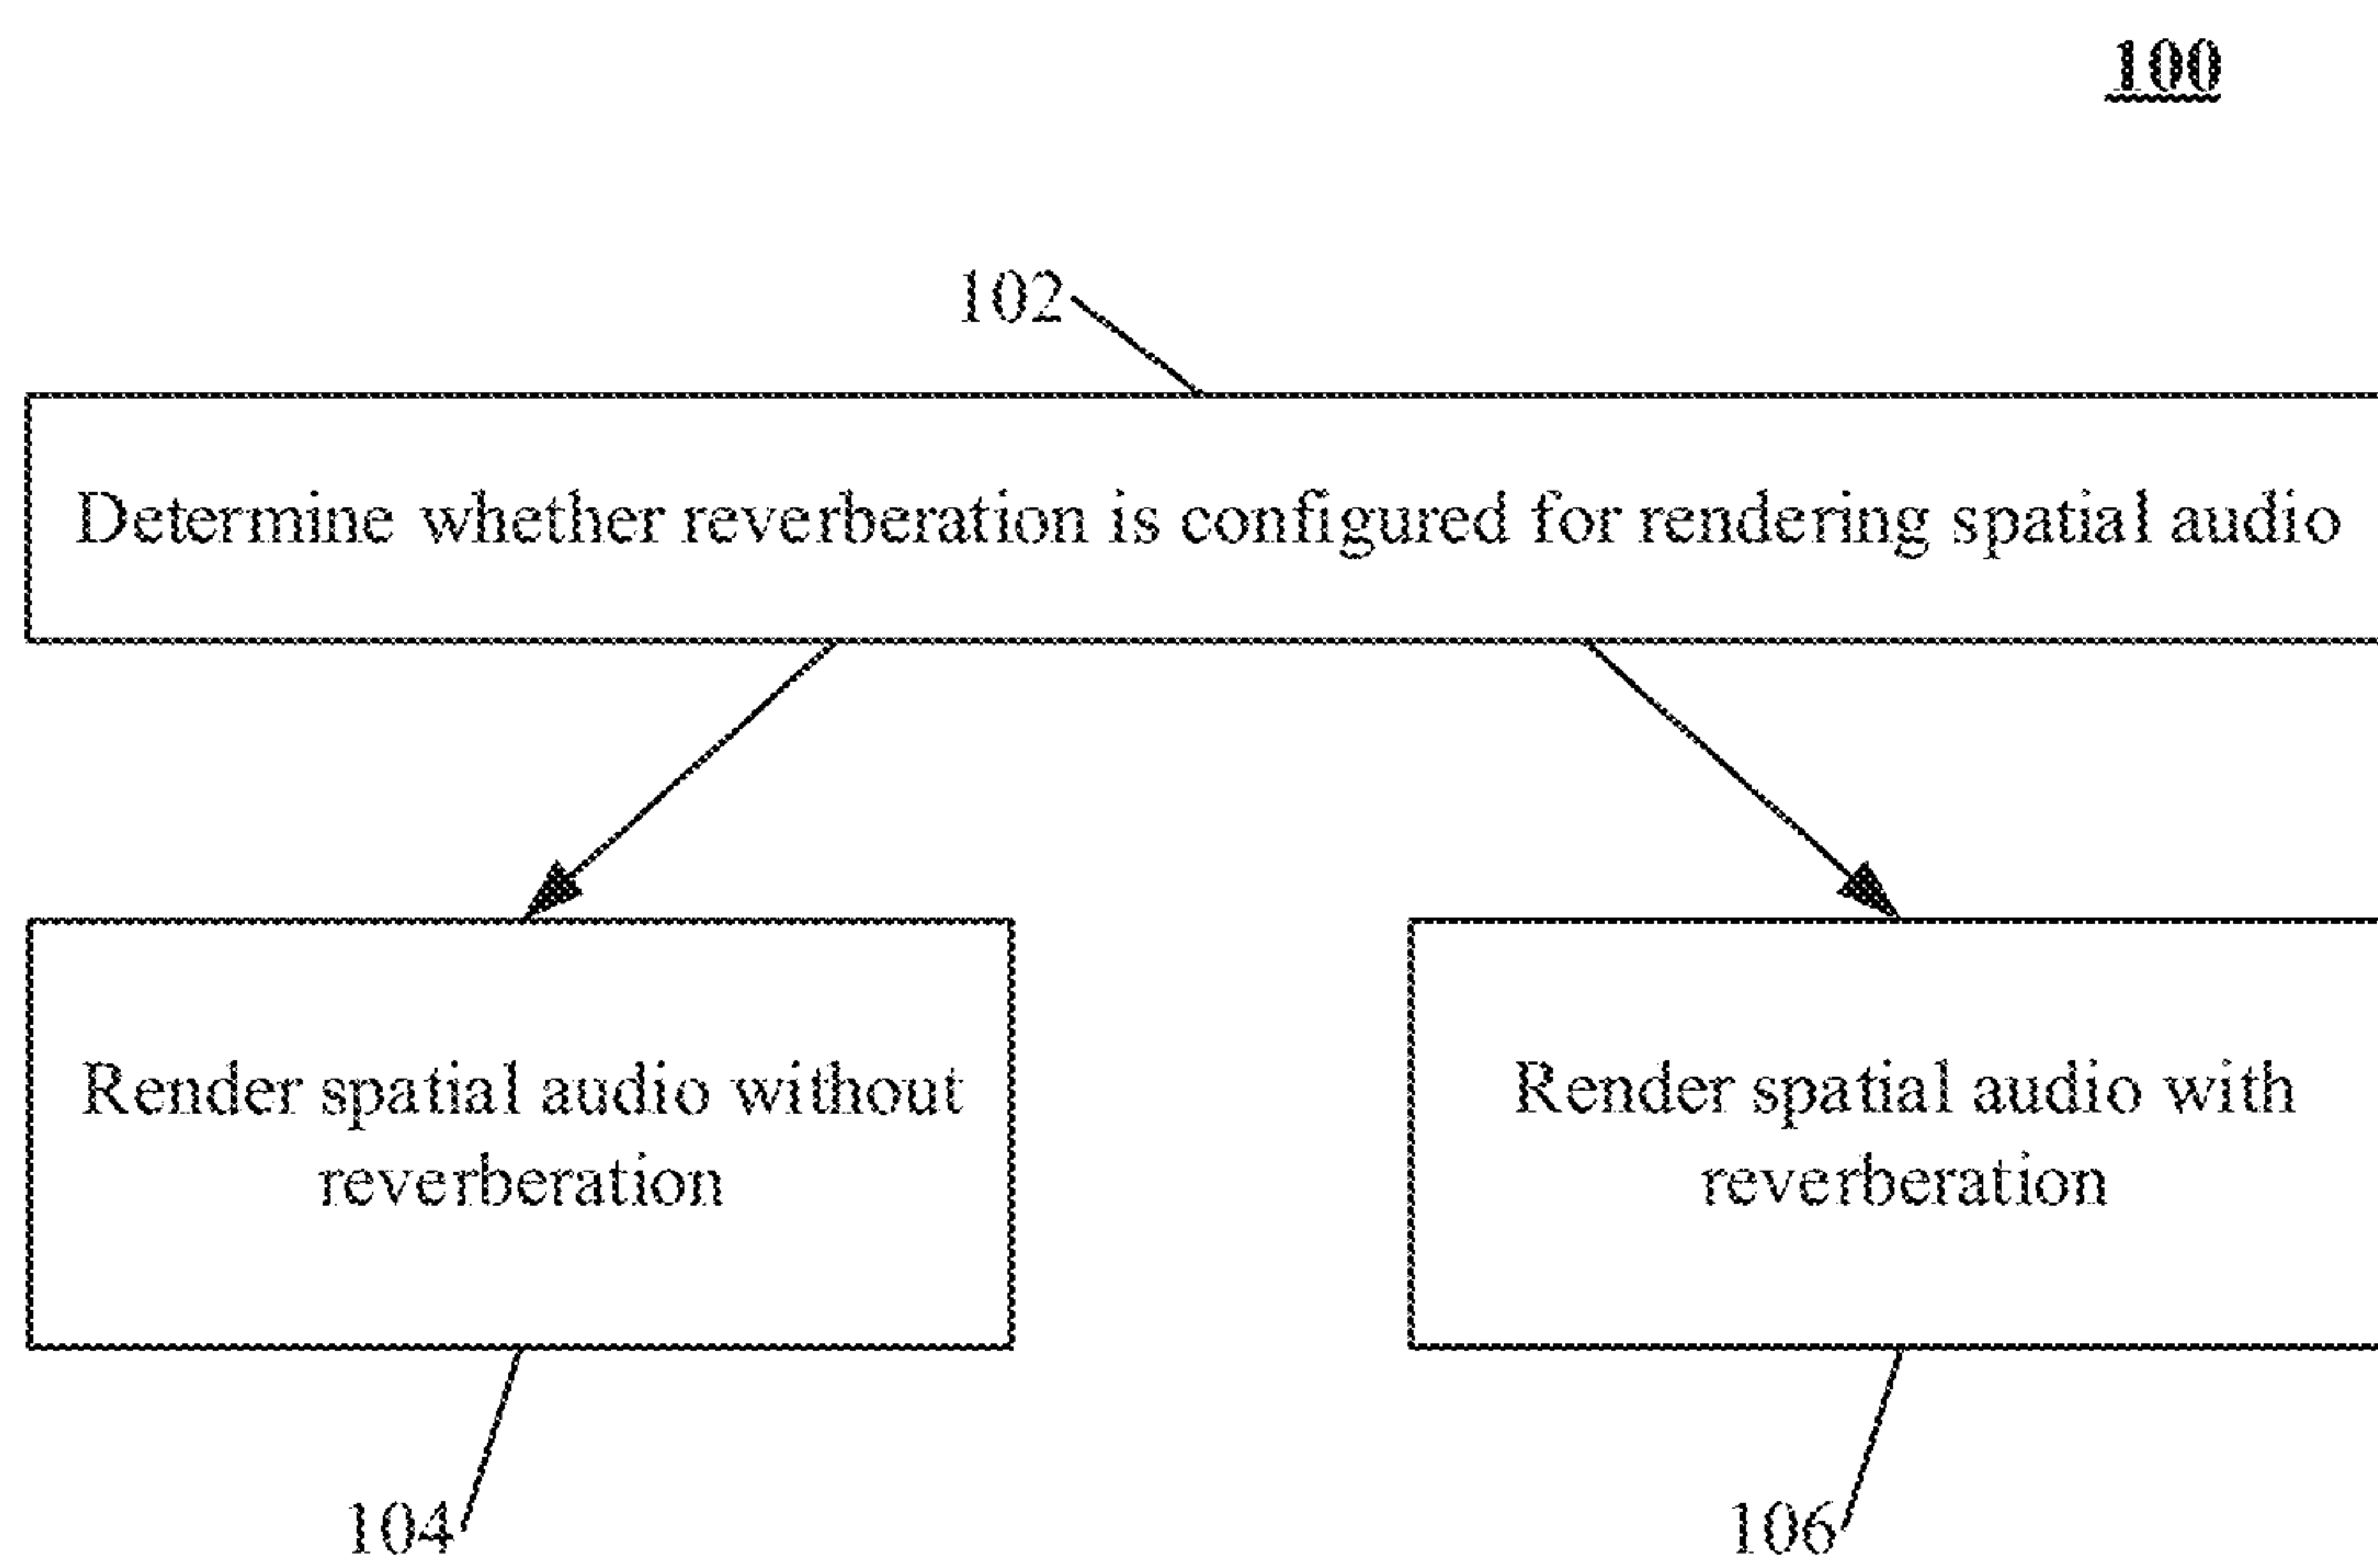 100
102
Determine whether reverberation is configured for rendering spatial audio
Render spatial audio without
reverberation
Render spatial audio with
reverberation
104
106